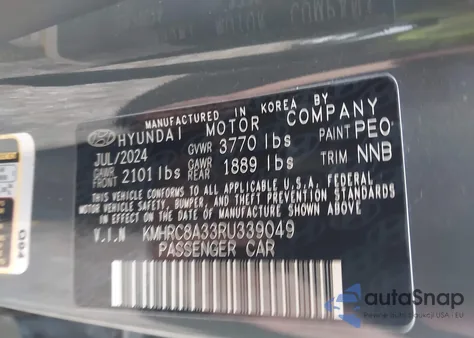 MANUFACTURED IN KOREA BY
HYUNDAI MOTOR COMPANY
JUL/2024 GVWR 3770 lbs PAINT PEO
GAWR FRONT 2101 lbs GAWR REAR 1889 lbs TRIM NNB
THIS VEHICLE CONFORMS TO ALL APPLICABLE U.S.A. FEDERAL
MOTOR VEHICLE SAFETY, BUMPER, AND THEFT PREVENTION STANDARDS
IN EFFECT ON THE DATE OF MANUFACTURE SHOWN ABOVE.
V.I.N KMHRC8A33RU339049
PASSENGER CAR
autoSnap